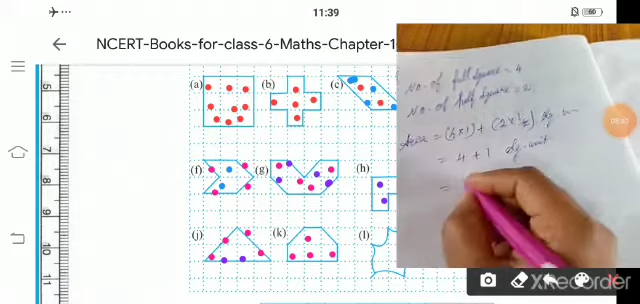 11:39
60
NCERT-Books-for-class-6-Maths-Chapter-1
(a) (b) (c)
No. of full square = 4
No. of half square = 2
Area = (4×1) + (2×½)
= 4 + 1 Sq. unit
=
(f) (g) (h)
(j) (k) (l)
5
6
7
8
9
10
11
XRecorder